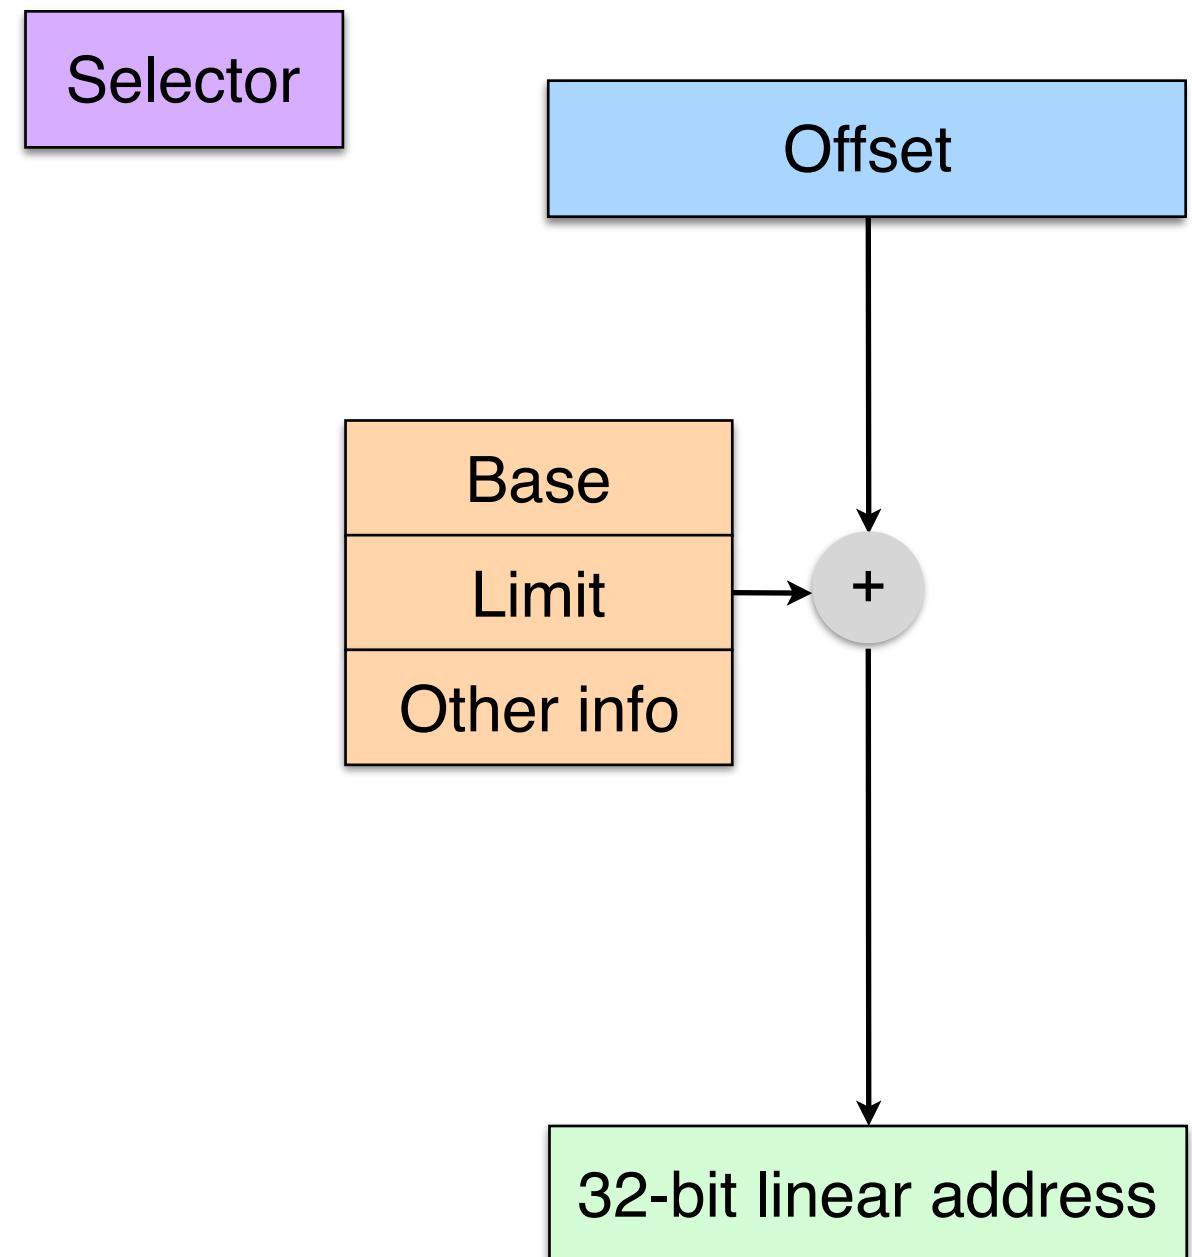 Selector
Offset
Base
Limit
+
Other info
32-bit linear address